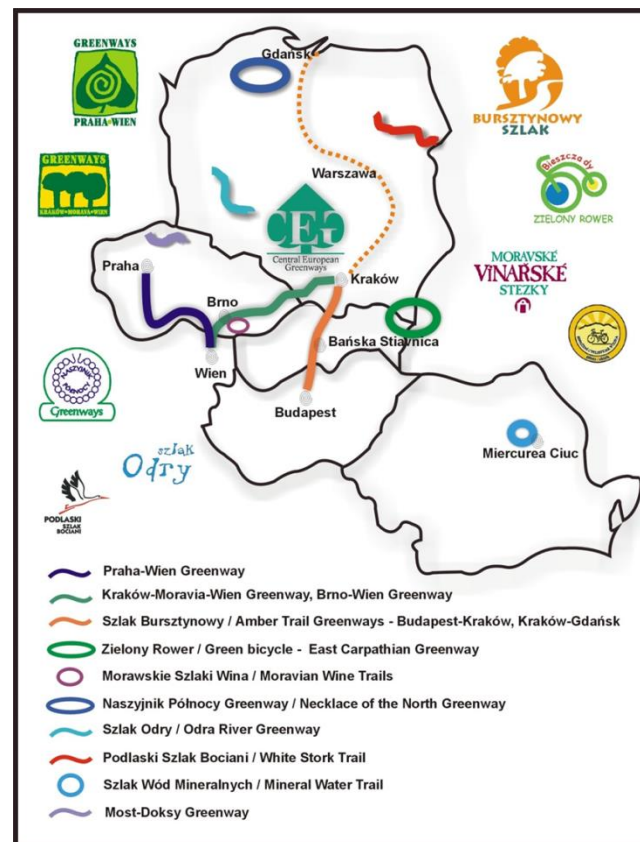 GREENWAYS
PRAHA-WIEN
Gdańsk
BURSZTYNOWY
SZLAK
GREENWAYS
KRAKÓW•MORAVA•WIEN
Warszawa
Bieszczady
ZIELONY ROWER
CEG
Central European
Greenways
Praha
Kraków
MORAVSKÉ
VINAŘSKÉ
STEZKY
Brno
Bańska Stiavnica
Wien
NASZYJNIK
PÓŁNOCY
Greenways
Budapest
szlak
Odry
Miercurea Ciuc
PODLASKI
SZLAK
BOCIANI
Praha-Wien Greenway
Kraków-Moravia-Wien Greenway, Brno-Wien Greenway
Szlak Bursztynowy / Amber Trail Greenways - Budapest-Kraków, Kraków-Gdańsk
Zielony Rower / Green bicycle - East Carpathian Greenway
Morawskie Szlaki Wina / Moravian Wine Trails
Naszyjnik Północy Greenway / Necklace of the North Greenway
Szlak Odry / Odra River Greenway
Podlaski Szlak Bociani / White Stork Trail
Szlak Wód Mineralnych / Mineral Water Trail
Most-Doksy Greenway